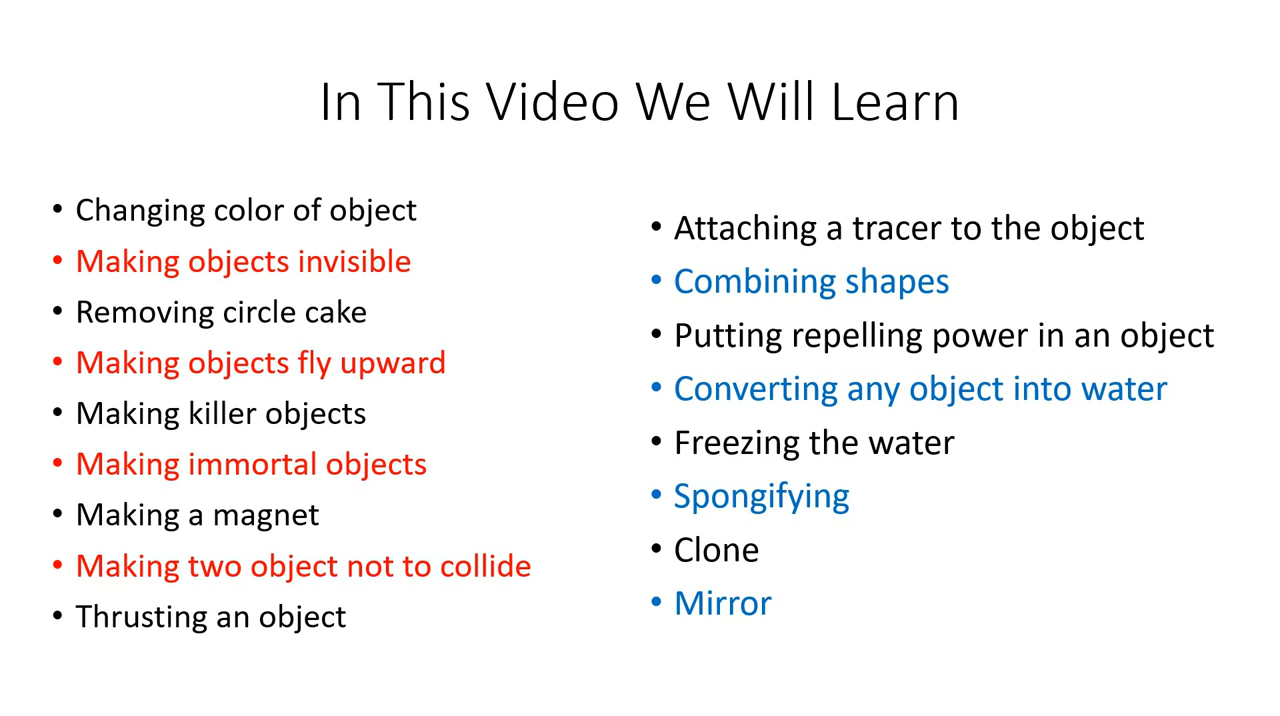 In This Video We Will Learn
• Changing color of object
• Making objects invisible
• Removing circle cake
• Making objects fly upward
• Making killer objects
• Making immortal objects
• Making a magnet
• Making two object not to collide
• Thrusting an object
• Attaching a tracer to the object
• Combining shapes
• Putting repelling power in an object
• Converting any object into water
• Freezing the water
• Spongifying
• Clone
• Mirror